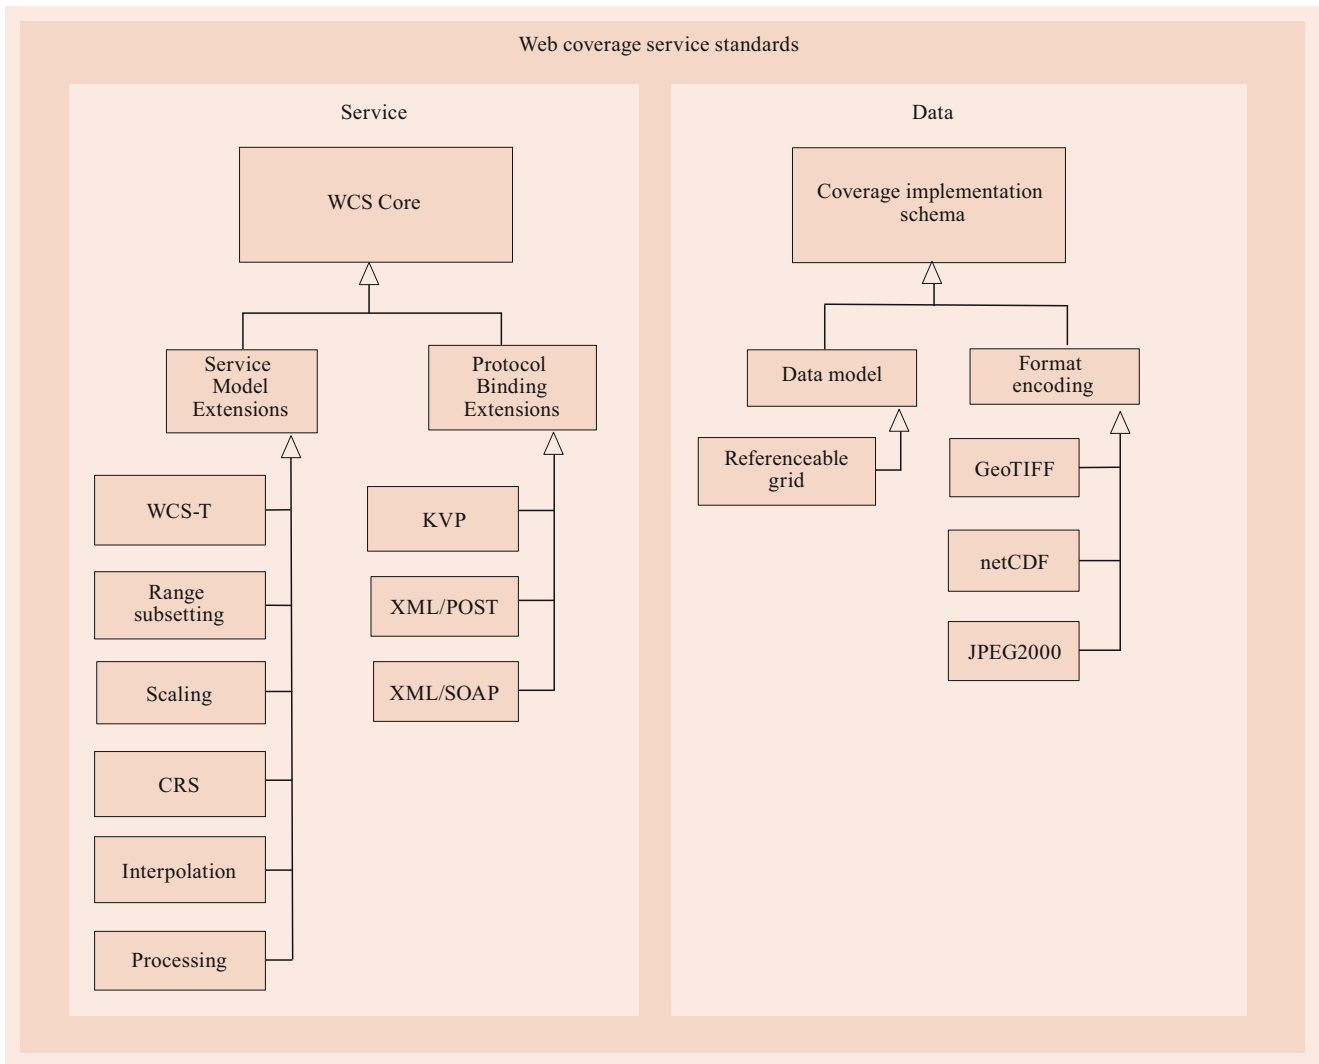 Web coverage service standards
Service
WCS Core
Service
Model
Extensions
Protocol
Binding
Extensions
WCS-T
Range
subsetting
Scaling
CRS
Interpolation
Processing
KVP
XML/POST
XML/SOAP
Data
Coverage implementation
schema
Data model
Format
encoding
Referenceable
grid
GeoTIFF
netCDF
JPEG2000